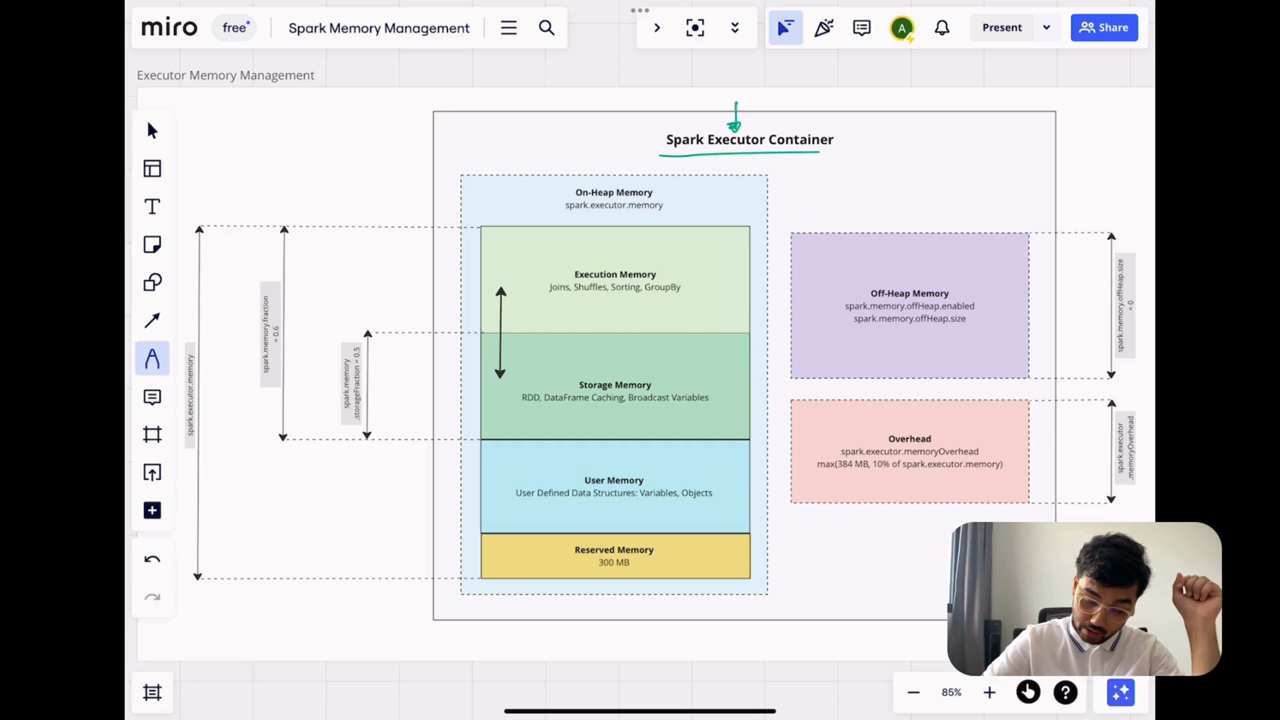 miro
free
Spark Memory Management
Present
Share
A
Executor Memory Management
Spark Executor Container
On-Heap Memory
spark.executor.memory
Execution Memory
Joins, Shuffles, Sorting, GroupBy
Storage Memory
RDD, DataFrame Caching, Broadcast Variables
User Memory
User Defined Data Structures: Variables, Objects
Reserved Memory
300 MB
Off-Heap Memory
spark.memory.offHeap.enabled
spark.memory.offHeap.size
Overhead
spark.executor.memoryOverhead
max(384 MB, 10% of spark.executor.memory)
spark.executor.memory
spark.memory.fraction
= 0.6
spark.memory
.storageFraction = 0.5
spark.memory.offHeap.size
= 0
spark.executor
.memoryOverhead
85%